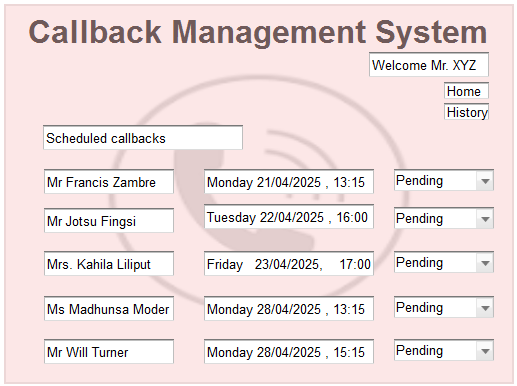 Callback Management System
Welcome Mr. XYZ
Home
History
Scheduled callbacks
Mr Francis Zambre Monday 21/04/2025 , 13:15 Pending
Mr Jotsu Fingsi Tuesday 22/04/2025 , 16:00 Pending
Mrs. Kahila Liliput Friday 23/04/2025, 17:00 Pending
Ms Madhunsa Moder Monday 28/04/2025 , 13:15 Pending
Mr Will Turner Monday 28/04/2025 , 15:15 Pending